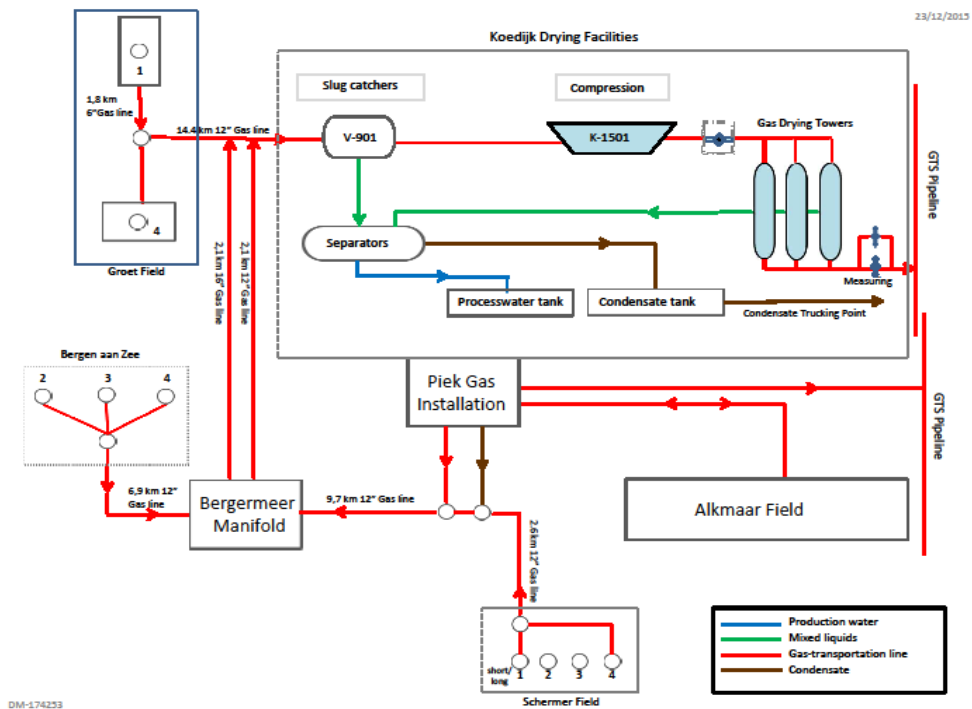 23/12/2015
Koedijk Drying Facilities
1
1,8 km
6"Gas line
14.4 km 12" Gas line
4
Groet Field
Slug catchers
Compression
V-901
K-1501
Gas Drying Towers
GTS Pipeline
Separators
Processwater tank
Condensate tank
Measuring
Condensate Trucking Point
2,1 km 16" Gas line
2,1 km 12" Gas line
Bergen aan Zee
2
3
4
6,9 km 12"
Gas line
Bergermeer
Manifold
9,7 km 12" Gas line
Piek Gas
Installation
GTS Pipeline
Alkmaar Field
2.6 km 12" Gas line
short/
long
1
2
3
4
Schermer Field
Production water
Mixed liquids
Gas-transportation line
Condensate
DM-174253